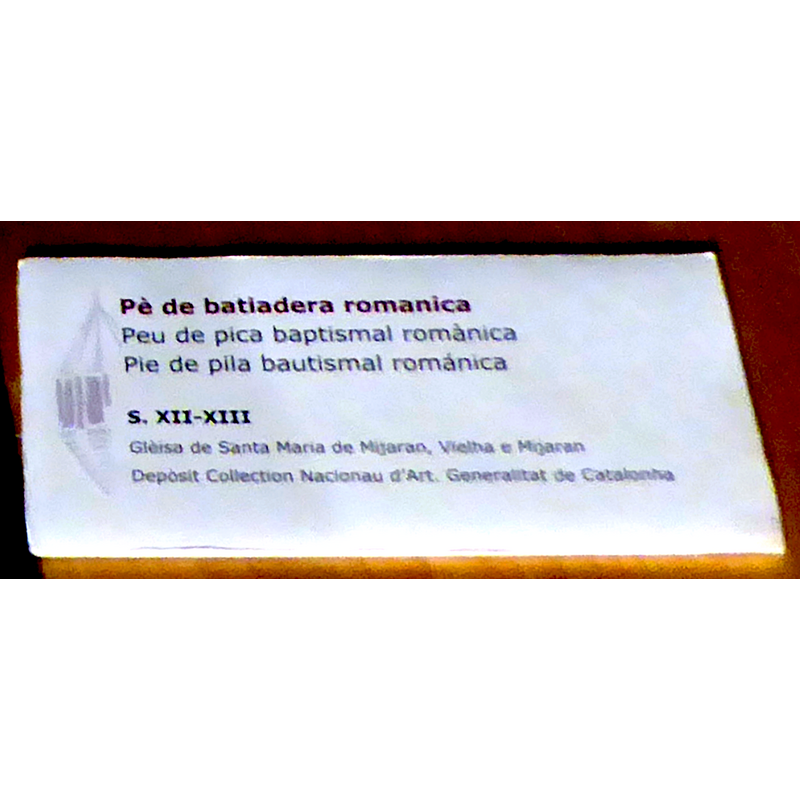 Pè de batiadera romanica
Peu de pica baptismal romànica
Pie de pila bautismal románica
S. XII-XIII
Glèisa de Santa Maria de Mijaran, Vielha e Mijaran
Depòsit Collection Nacionau d'Art. Generalitat de Catalonha